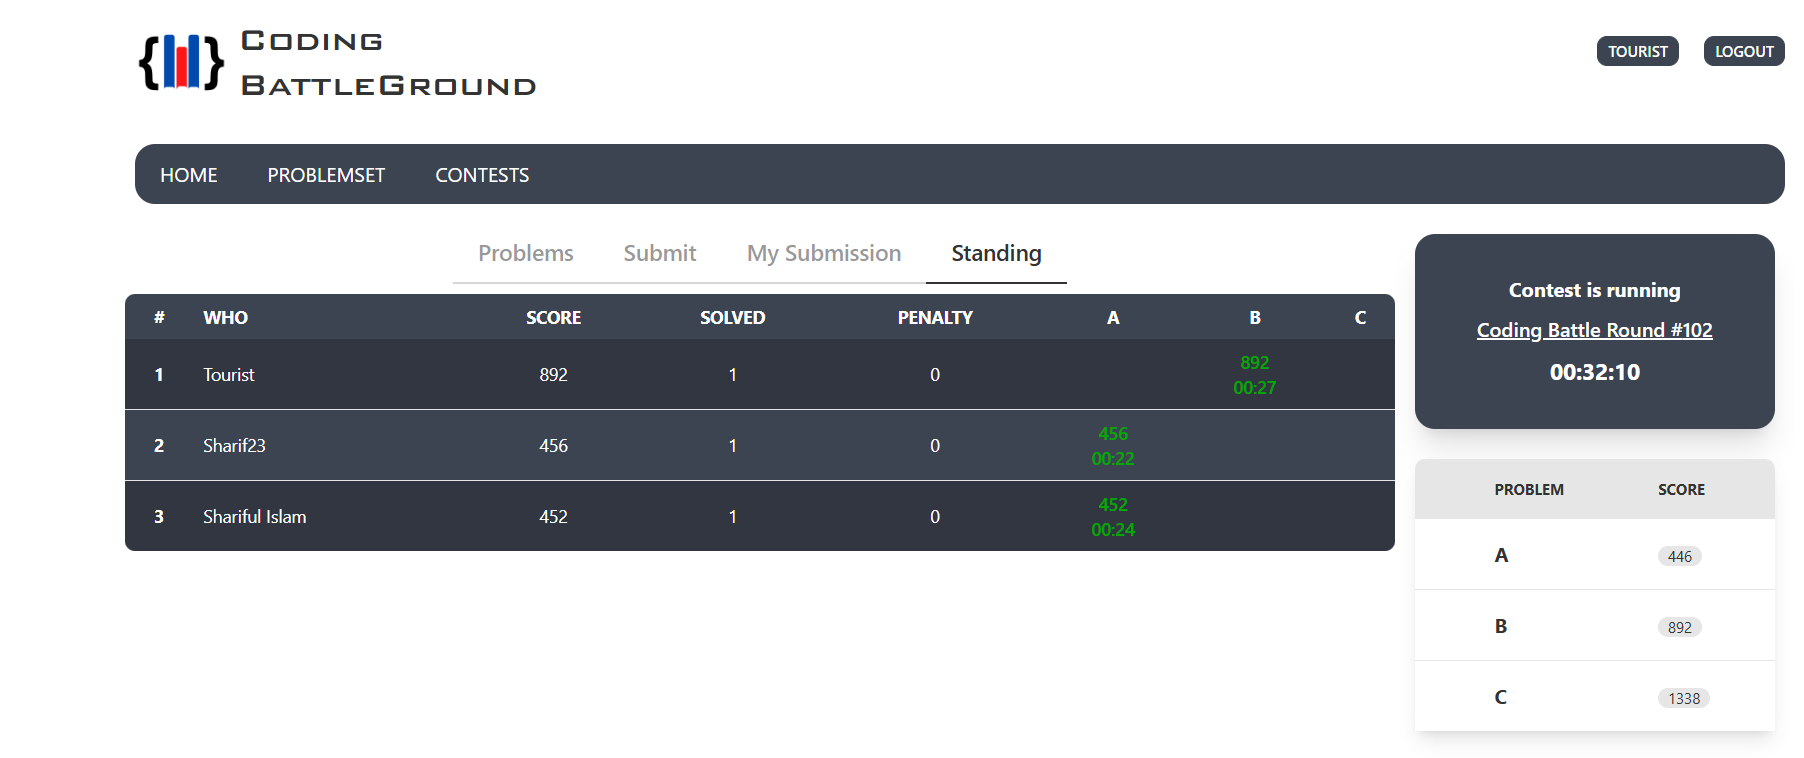 Coding
BattleGround
TOURIST
LOGOUT
HOME PROBLEMSET CONTESTS
Problems Submit My Submission Standing
# WHO SCORE SOLVED PENALTY A B C
1 Tourist 892 1 0 892
00:27
2 Sharif23 456 1 0 456
00:22
3 Shariful Islam 452 1 0 452
00:24
Contest is running
Coding Battle Round #102
00:32:10
PROBLEM SCORE
A 446
B 892
C 1338